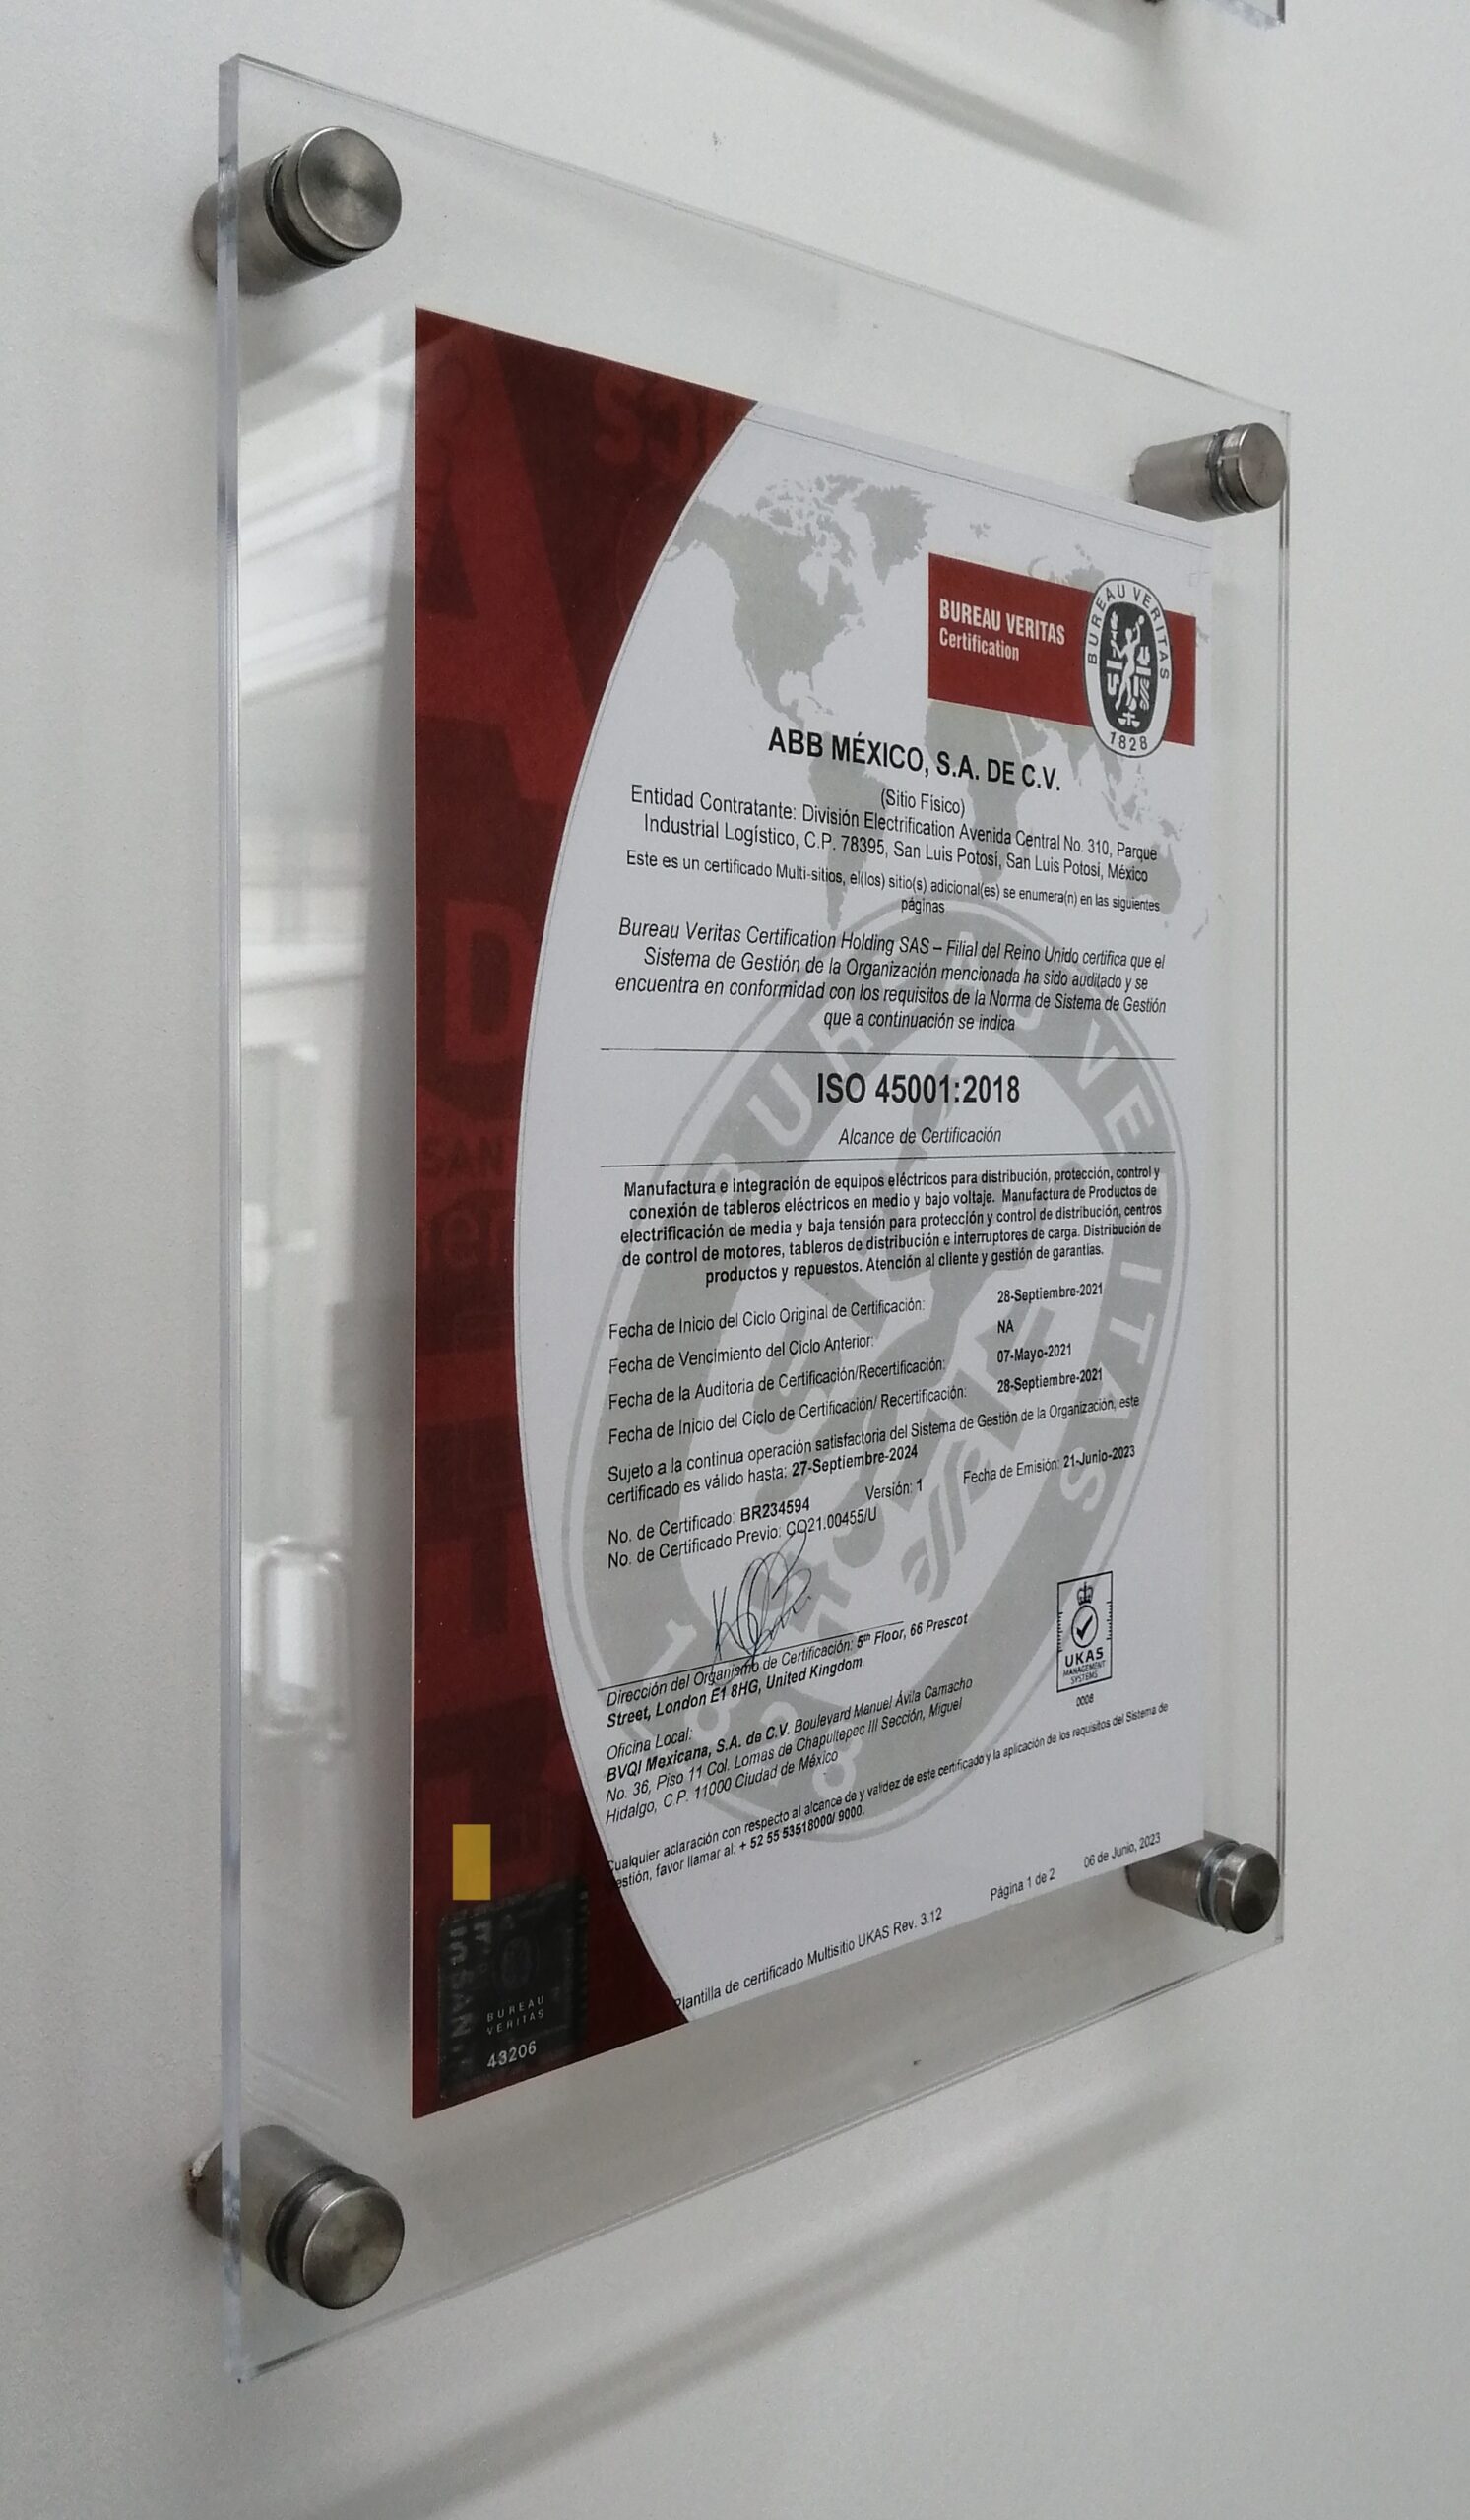 BUREAU VERITAS
Certification
BUREAU VERITAS
1828
ABB MÉXICO, S.A. DE C.V.
(Sitio Físico)
Entidad Contratante: División Electrification Avenida Central No. 310, Parque
Industrial Logístico, C.P. 78395, San Luis Potosí, San Luis Potosí, México
Este es un certificado Multi-sitios, el(los) sitio(s) adicional(es) se enumera(n) en las siguientes
páginas
Bureau Veritas Certification Holding SAS – Filial del Reino Unido certifica que el
Sistema de Gestión de la Organización mencionada ha sido auditado y se
encuentra en conformidad con los requisitos de la Norma de Sistema de Gestión
que a continuación se indica
ISO 45001:2018
Alcance de Certificación
Manufactura e integración de equipos eléctricos para distribución, protección, control y
conexión de tableros eléctricos en medio y bajo voltaje. Manufactura de Productos de
electrificación de media y baja tensión para protección y control de distribución, centros
de control de motores, tableros de distribución e interruptores de carga. Distribución de
productos y repuestos. Atención al cliente y gestión de garantías.
Fecha de Inicio del Ciclo Original de Certificación: 28-Septiembre-2021
Fecha de Vencimiento del Ciclo Anterior: NA
Fecha de la Auditoria de Certificación/Recertificación: 07-Mayo-2021
Fecha de Inicio del Ciclo de Certificación/ Recertificación: 28-Septiembre-2021
Sujeto a la continua operación satisfactoria del Sistema de Gestión de la Organización, este
certificado es válido hasta: 27-Septiembre-2024
No. de Certificado: BR234594 Versión: 1 Fecha de Emisión: 21-Junio-2023
No. de Certificado Previo: CO21.00455/U
Dirección del Organismo de Certificación: 5th Floor, 66 Prescot
Street, London E1 8HG, United Kingdom
Oficina Local:
BVQI Mexicana, S.A. de C.V. Boulevard Manuel Ávila Camacho
No. 36, Piso 11 Col. Lomas de Chapultepec III Sección, Miguel
Hidalgo, C.P. 11000 Ciudad de México
UKAS
MANAGEMENT
SYSTEMS
0008
Cualquier aclaración con respecto al alcance de y validez de este certificado y la aplicación de los requisitos del Sistema de
estión, favor llamar al: + 52 55 53518000/ 9000.
Plantilla de certificado Multisitio UKAS Rev. 3.12 Página 1 de 2 06 de Junio, 2023
BUREAU
VERITAS
43206
BUREAU VERITAS
1828